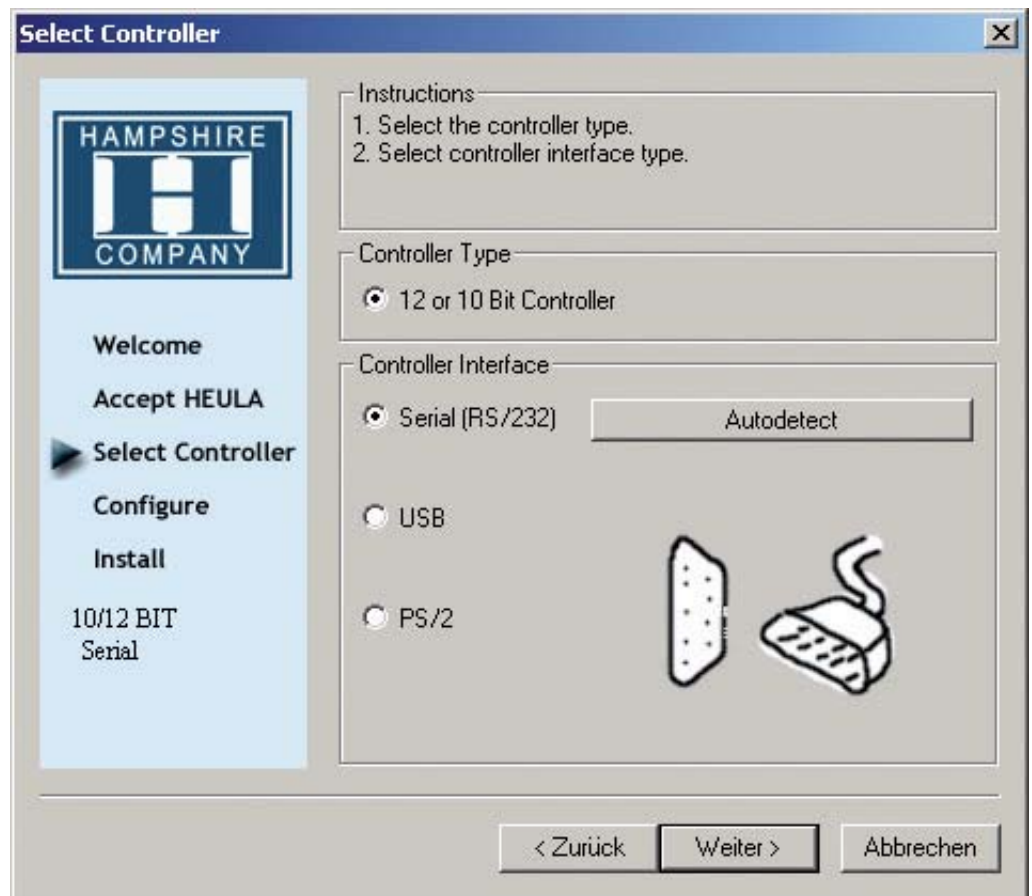 Select Controller
HAMPSHIRE
COMPANY
Welcome
Accept HEULA
Select Controller
Configure
Install
10/12 BIT
Serial
Instructions
1. Select the controller type.
2. Select controller interface type.
Controller Type
12 or 10 Bit Controller
Controller Interface
Serial (RS/232)
Autodetect
USB
PS/2
< Zurück
Weiter >
Abbrechen